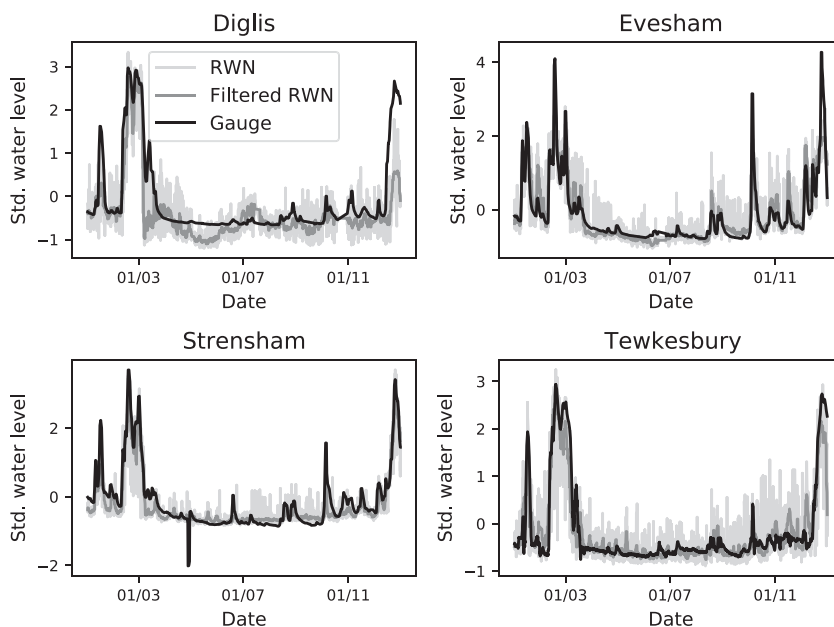 Diglis
Std. water level
3
2
1
0
−1
RWN
Filtered RWN
Gauge
01/03
01/07
01/11
Date
Evesham
Std. water level
4
2
0
01/03
01/07
01/11
Date
Strensham
Std. water level
2
0
−2
01/03
01/07
01/11
Date
Tewkesbury
Std. water level
3
2
1
0
−1
01/03
01/07
01/11
Date